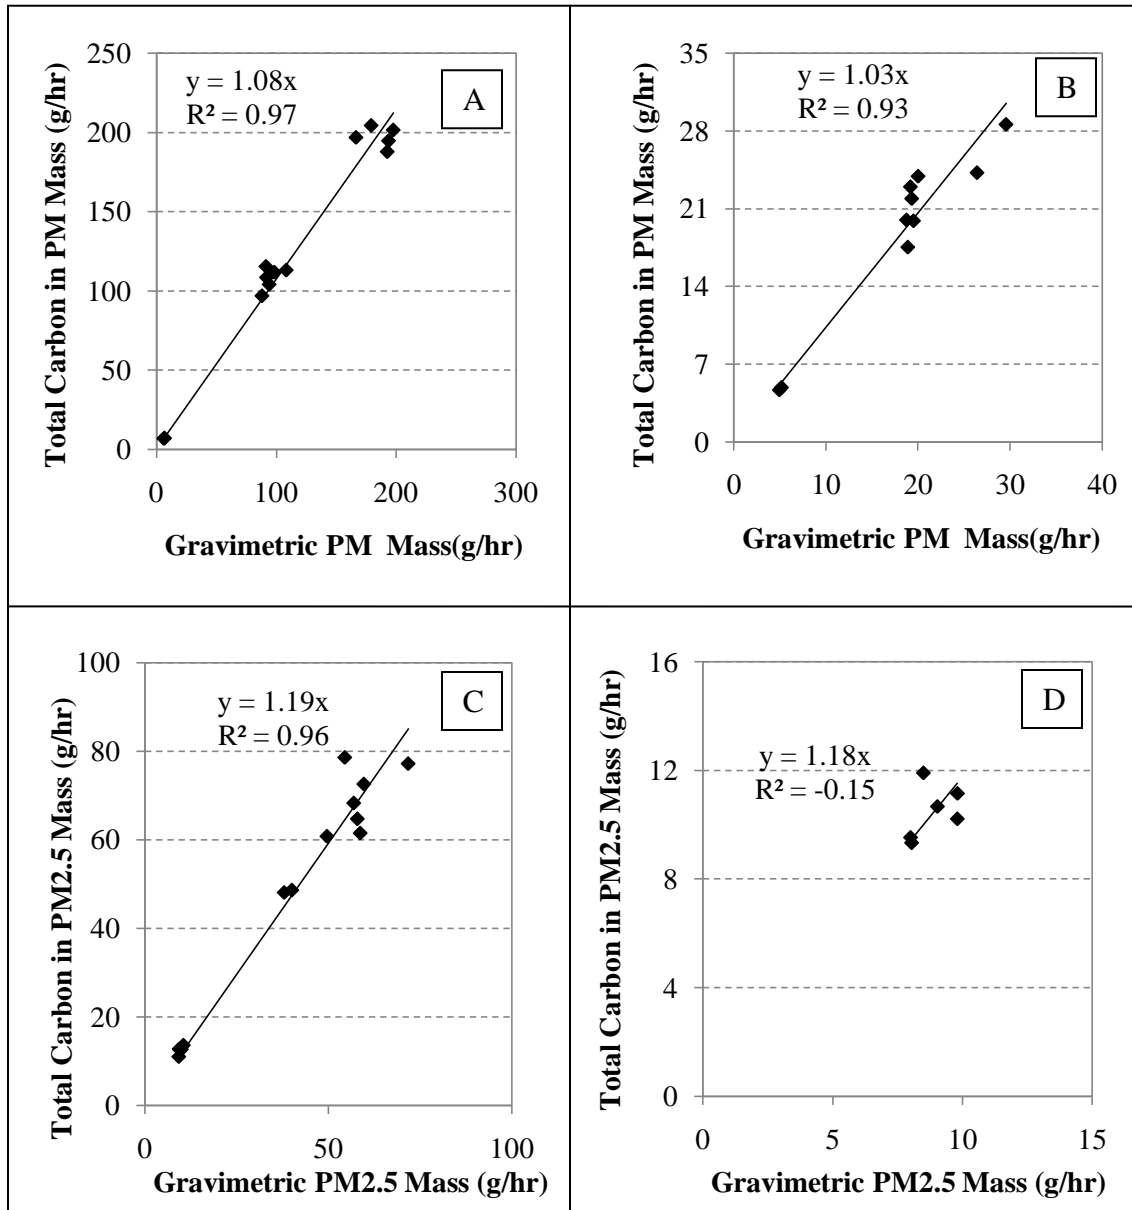 A
y = 1.08x
R² = 0.97
250
200
150
100
50
0
0 100 200 300
Total Carbon in PM Mass (g/hr)
Gravimetric PM Mass(g/hr)
B
y = 1.03x
R² = 0.93
35
28
21
14
7
0
0 10 20 30 40
Total Carbon in PM Mass (g/hr)
Gravimetric PM Mass(g/hr)
C
y = 1.19x
R² = 0.96
100
80
60
40
20
0
0 50 100
Total Carbon in PM2.5 Mass (g/hr)
Gravimetric PM2.5 Mass (g/hr)
D
y = 1.18x
R² = -0.15
16
12
8
4
0
0 5 10 15
Total Carbon in PM2.5 Mass (g/hr)
Gravimetric PM2.5 Mass (g/hr)